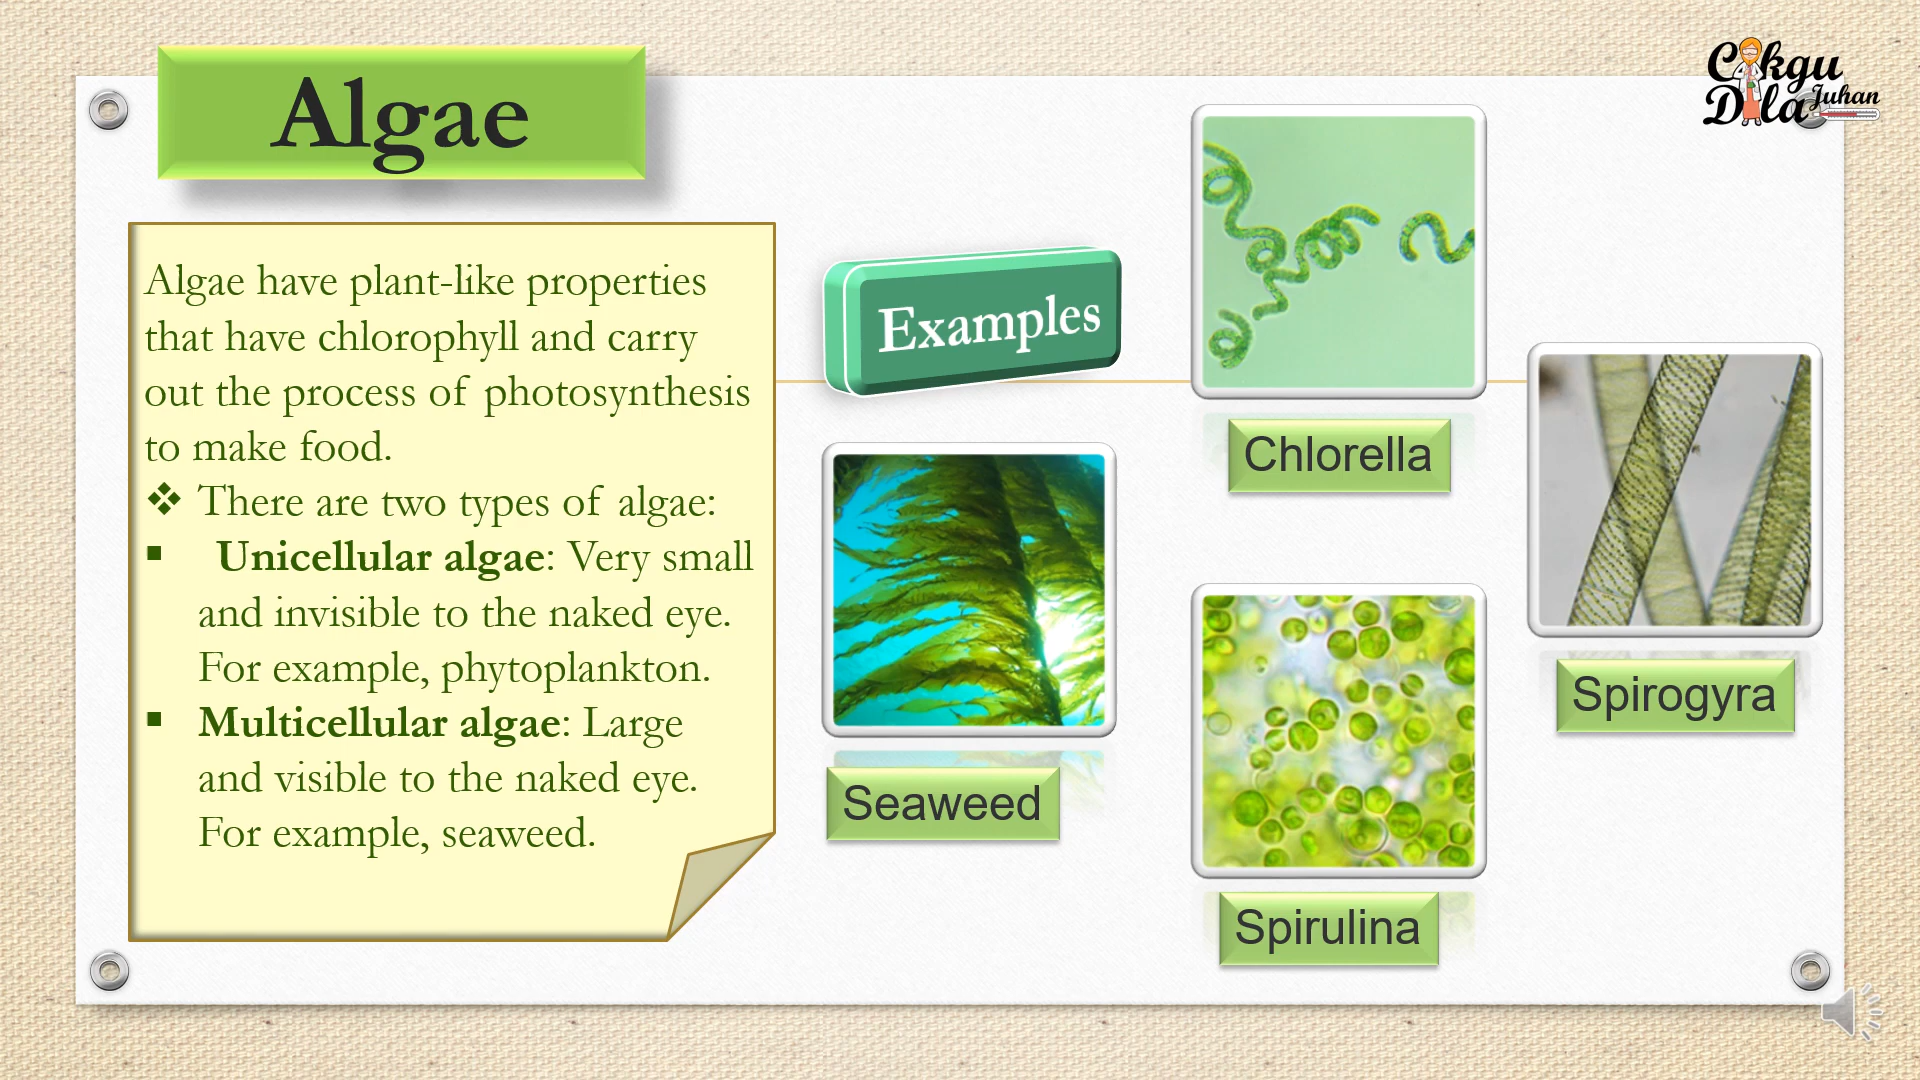 Algae
Cikgu
Dila Juhan
Algae have plant-like properties
that have chlorophyll and carry
out the process of photosynthesis
to make food.
❖ There are two types of algae:
▪ Unicellular algae: Very small
and invisible to the naked eye.
For example, phytoplankton.
▪ Multicellular algae: Large
and visible to the naked eye.
For example, seaweed.
Examples
Chlorella
Spirogyra
Seaweed
Spirulina